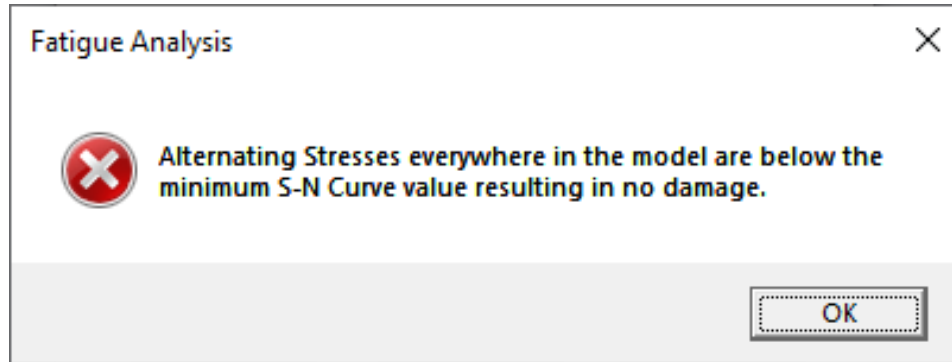 Fatigue Analysis
Alternating Stresses everywhere in the model are below the
minimum S-N Curve value resulting in no damage.
OK